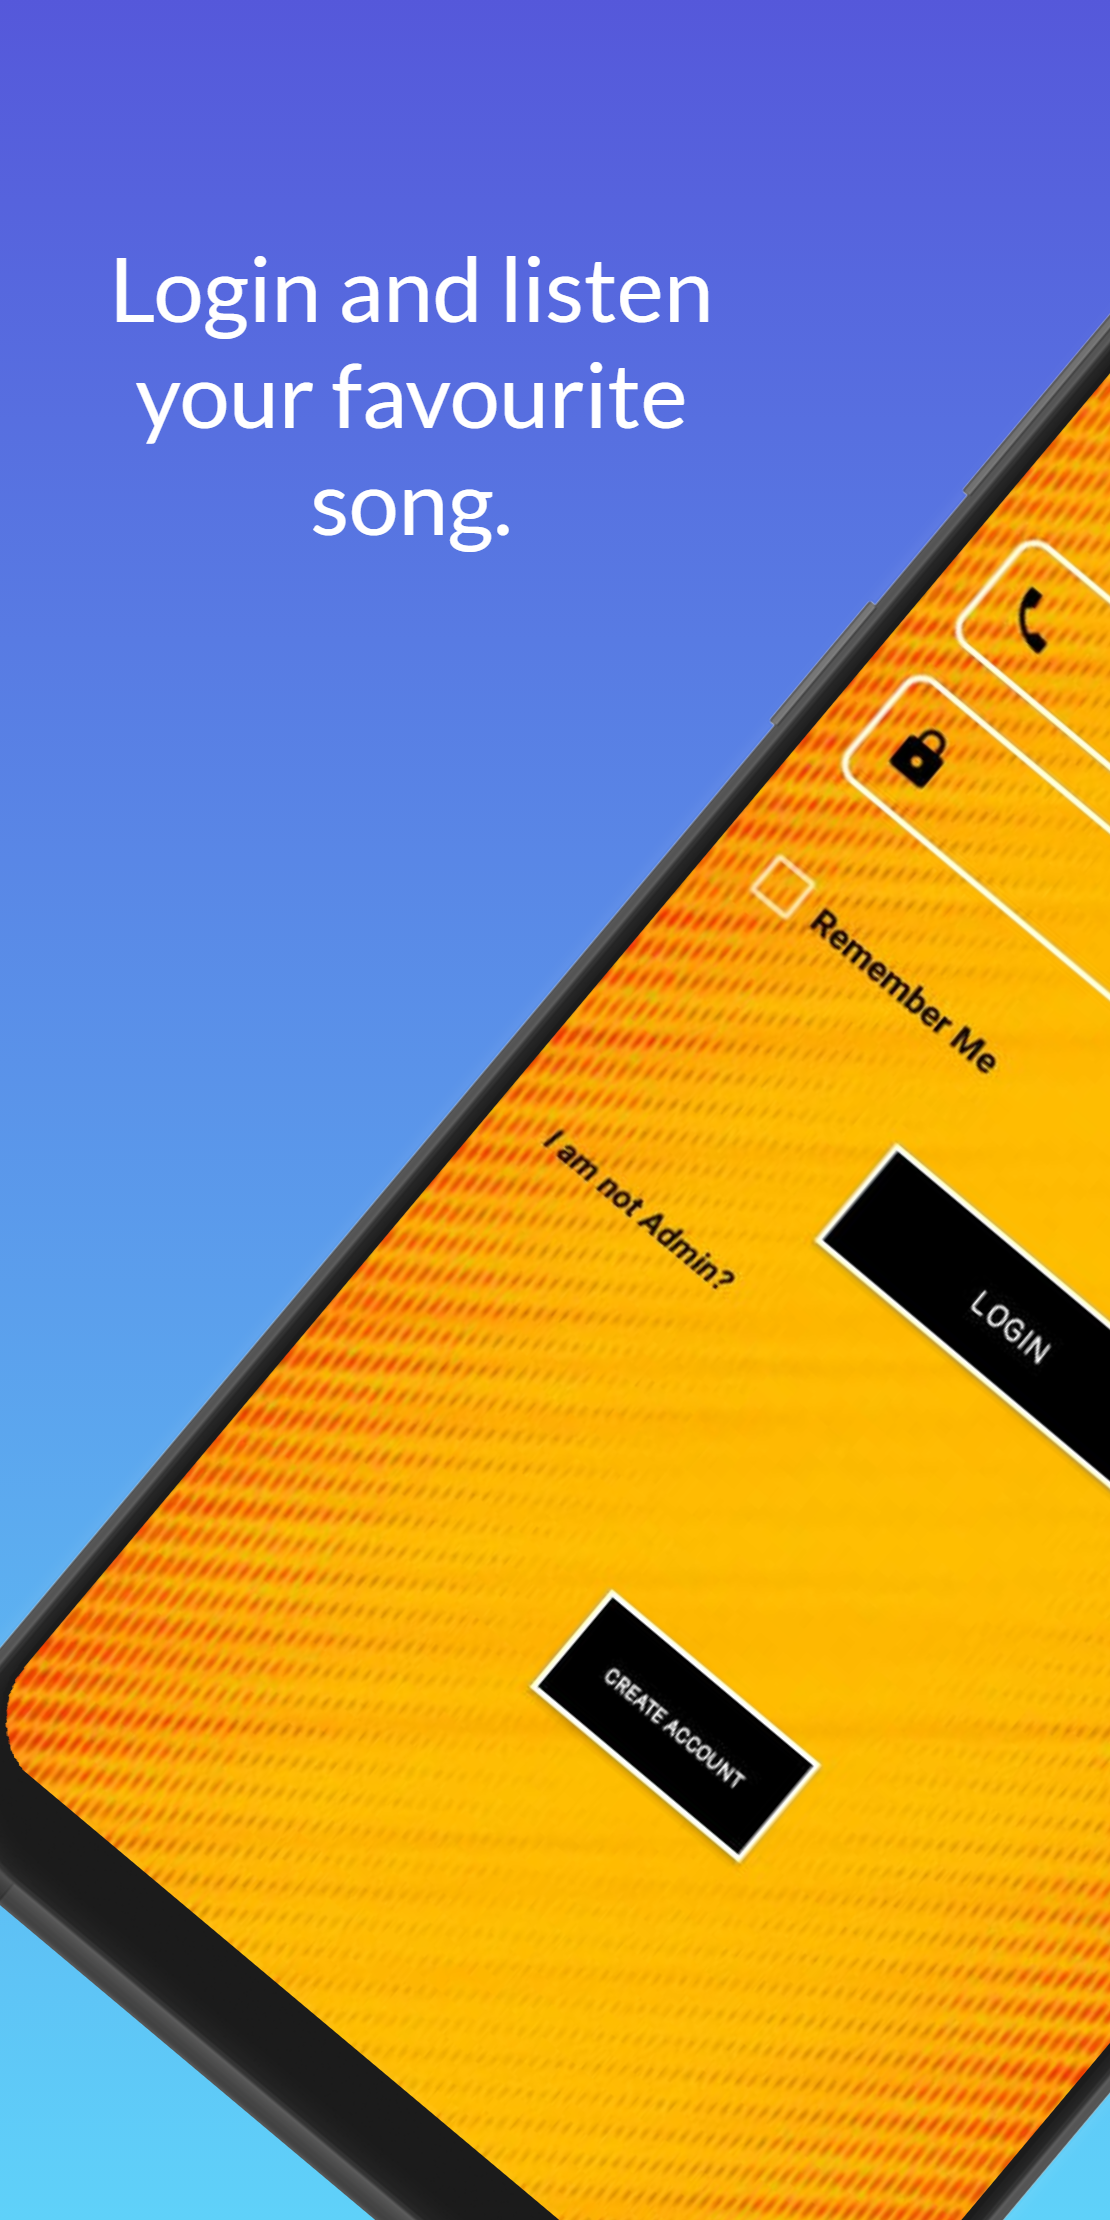 Login and listen
your favourite
song.
Remember Me
I am not Admin?
LOGIN
CREATE ACCOUNT